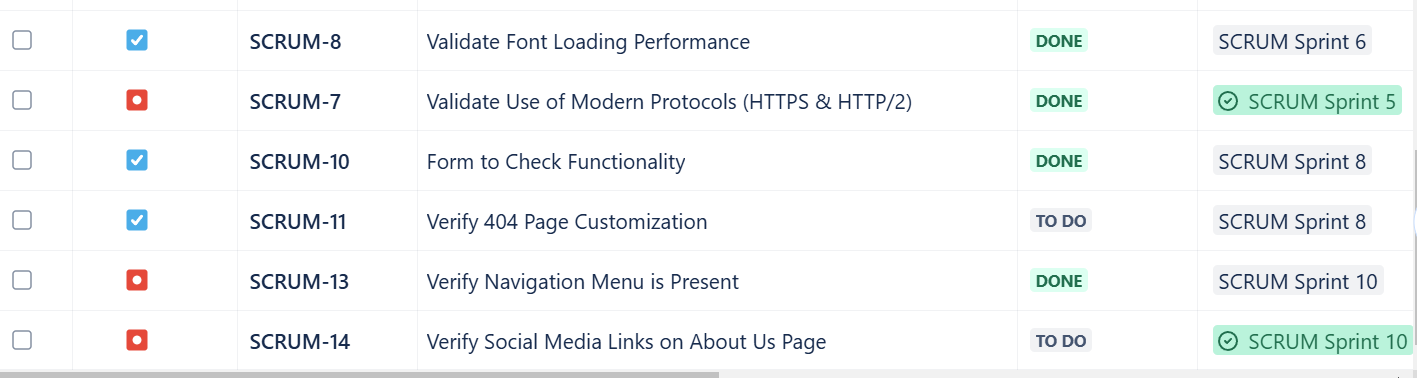 SCRUM-8 Validate Font Loading Performance DONE SCRUM Sprint 6
SCRUM-7 Validate Use of Modern Protocols (HTTPS & HTTP/2) DONE SCRUM Sprint 5
SCRUM-10 Form to Check Functionality DONE SCRUM Sprint 8
SCRUM-11 Verify 404 Page Customization TO DO SCRUM Sprint 8
SCRUM-13 Verify Navigation Menu is Present DONE SCRUM Sprint 10
SCRUM-14 Verify Social Media Links on About Us Page TO DO SCRUM Sprint 10